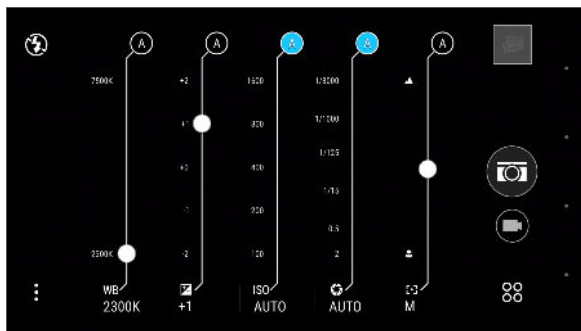 A A A A A
7500K +2 1600 1/8000
+1 800 1/1000
1/125
+0 400
1/15
-1 200
0.5
2300K -2 100 2
WB ISO
2300K +1 AUTO AUTO M